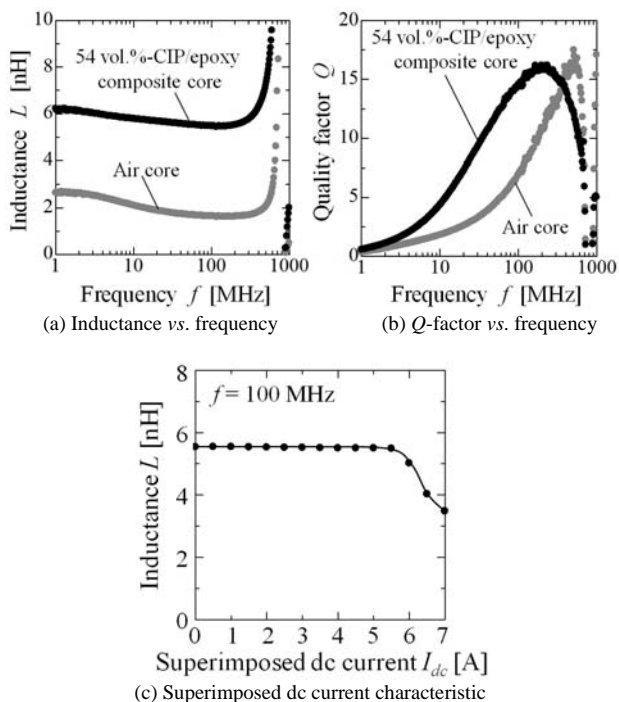 10
8
6
4
2
0
Inductance L [nH]
54 vol.%-CIP/epoxy
composite core
Air core
1
10
100
1000
Frequency f [MHz]
(a) Inductance vs. frequency
25
20
15
10
5
0
Quality factor Q
54 vol.%-CIP/epoxy
composite core
Air core
1
10
100
1000
Frequency f [MHz]
(b) Q-factor vs. frequency
8
6
4
2
0
Inductance L [nH]
f = 100 MHz
0 1 2 3 4 5 6 7
Superimposed dc current Idc [A]
(c) Superimposed dc current characteristic